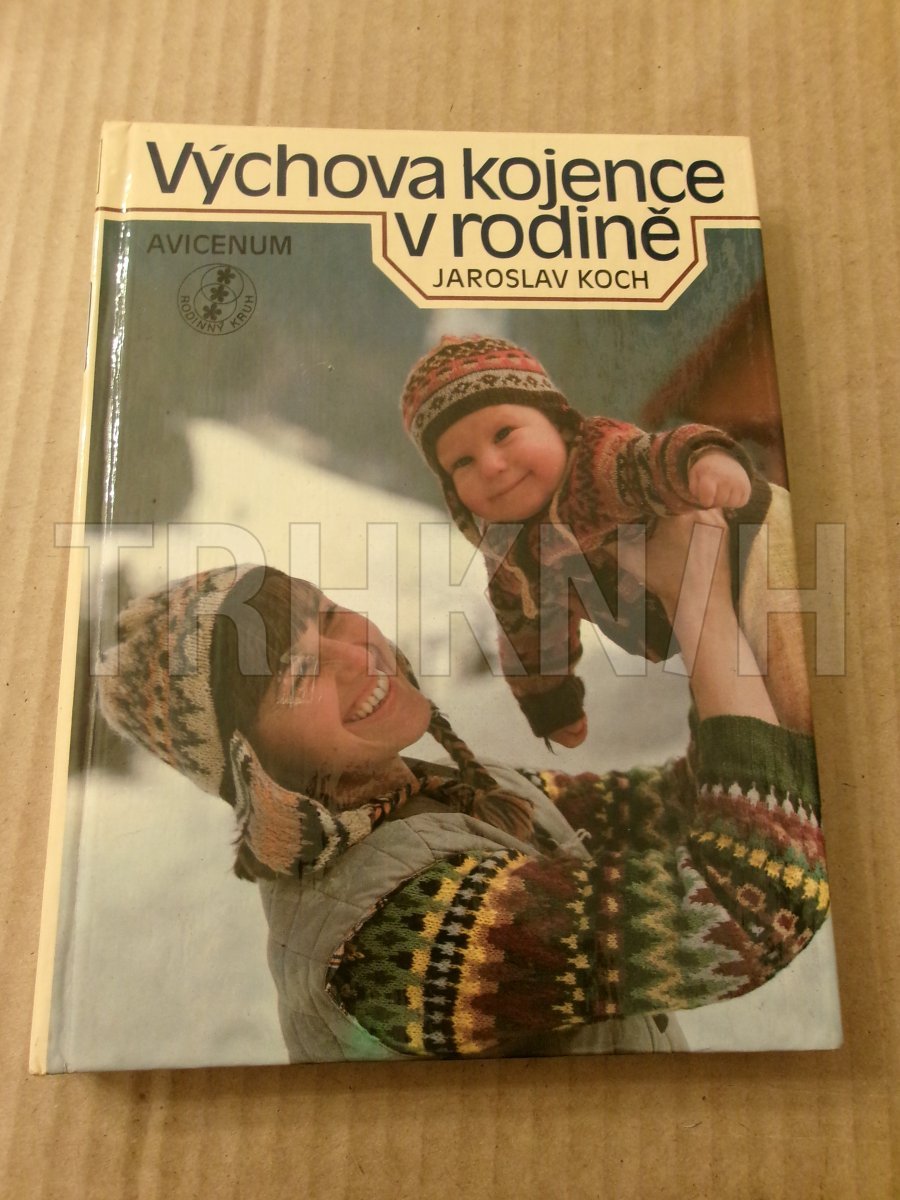 Výchova kojence
v rodině
JAROSLAV KOCH
AVICENUM
RODINNÝ KRUH
TRHKNIH